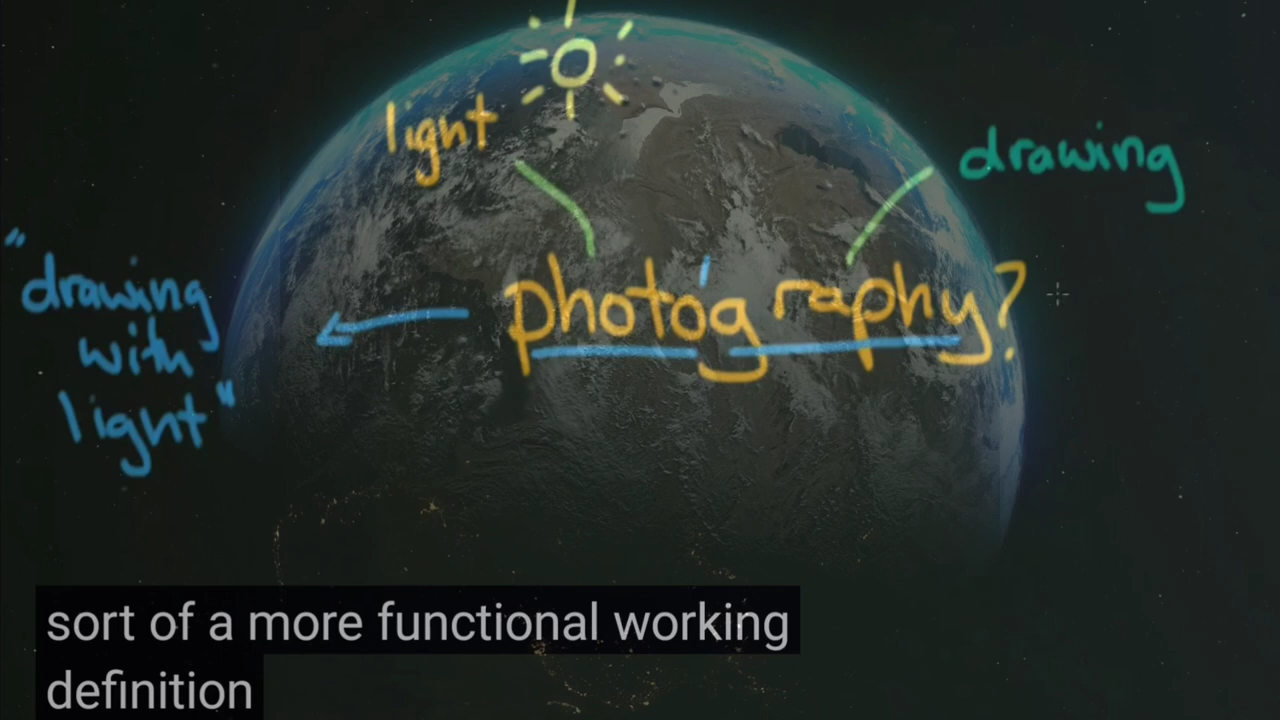 light
drawing
"drawing
with
light"
photography?
sort of a more functional working
definition